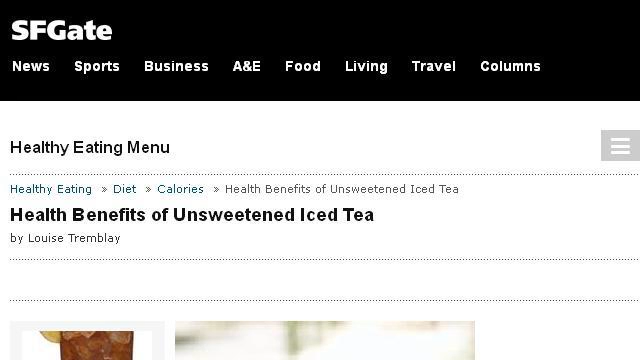 SFGate
News Sports Business A&E Food Living Travel Columns
Healthy Eating Menu
Healthy Eating » Diet » Calories » Health Benefits of Unsweetened Iced Tea
Health Benefits of Unsweetened Iced Tea
by Louise Tremblay